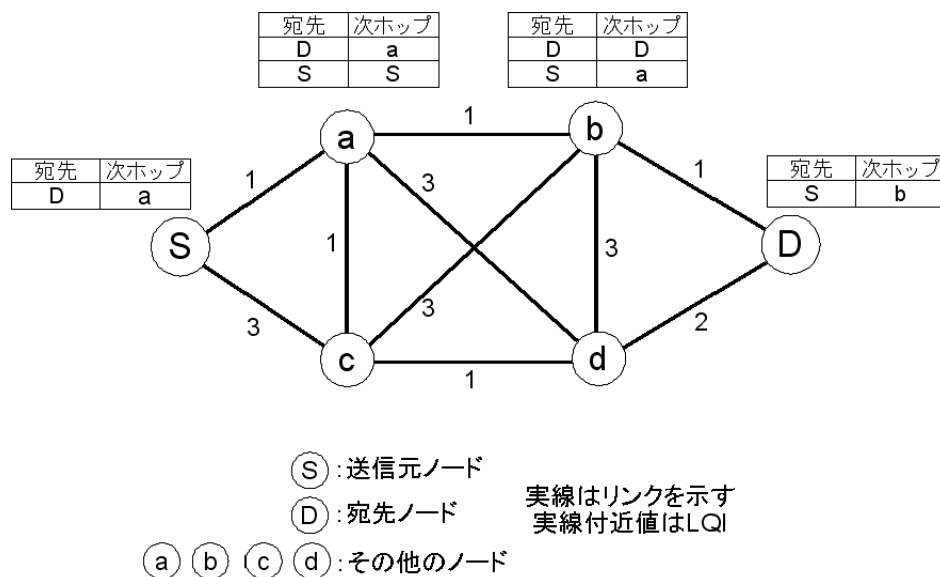 宛先 次ホップ
D a
S S
宛先 次ホップ
D D
S a
宛先 次ホップ
D a
宛先 次ホップ
S b
a
1
b
1
3
1
S
1
3
D
3
3
2
c
1
d
S :送信元ノード
D :宛先ノード
a b c d :その他のノード
実線はリンクを示す
実線付近値はLQI